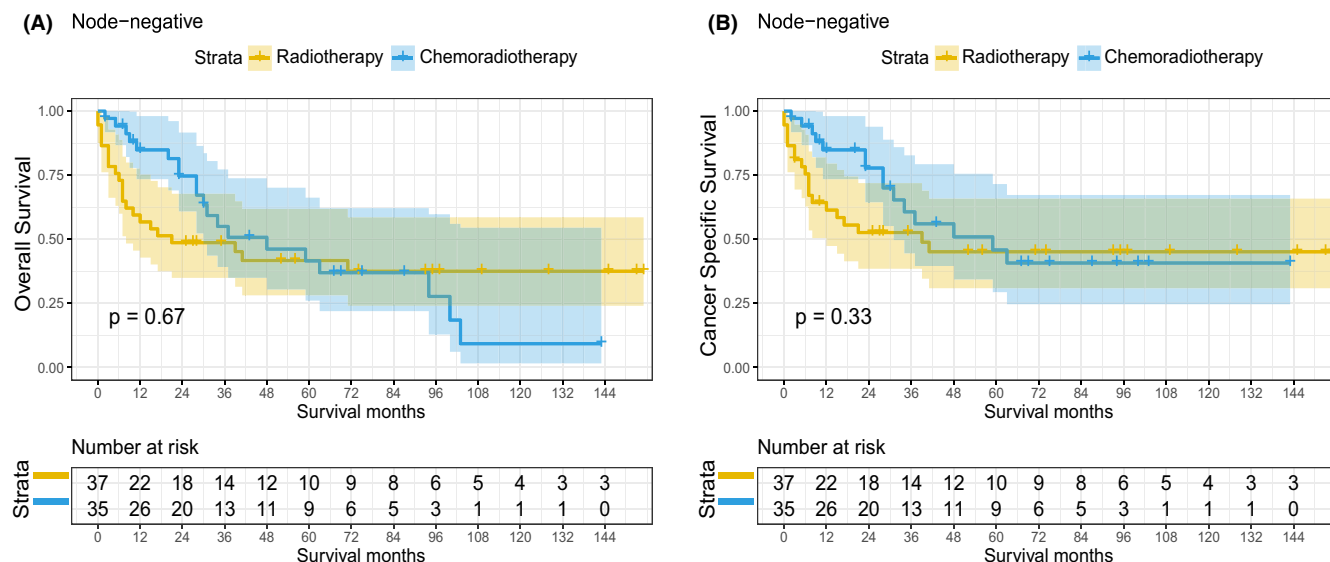 (A) Node−negative
Strata Radiotherapy Chemoradiotherapy
Overall Survival
1.00
0.75
0.50
0.25
0.00
p = 0.67
0 12 24 36 48 60 72 84 96 108 120 132 144
Survival months
Number at risk
Strata
37 22 18 14 12 10 9 8 6 5 4 3 3
35 26 20 13 11 9 6 5 3 1 1 1 0
0 12 24 36 48 60 72 84 96 108 120 132 144
Survival months
(B) Node−negative
Strata Radiotherapy Chemoradiotherapy
Cancer Specific Survival
1.00
0.75
0.50
0.25
0.00
p = 0.33
0 12 24 36 48 60 72 84 96 108 120 132 144
Survival months
Number at risk
Strata
37 22 18 14 12 10 9 8 6 5 4 3 3
35 26 20 13 11 9 6 5 3 1 1 1 0
0 12 24 36 48 60 72 84 96 108 120 132 144
Survival months